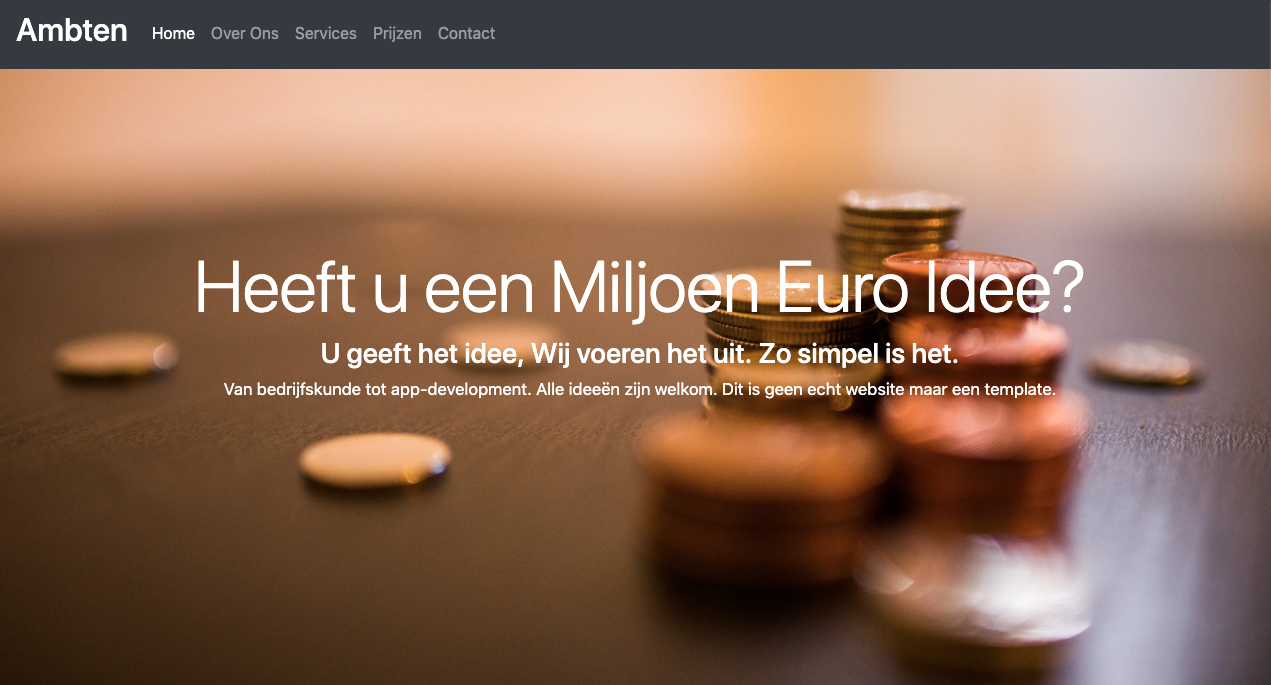 Ambten Home Over Ons Services Prijzen Contact
Heeft u een Miljoen Euro Idee?
U geeft het idee, Wij voeren het uit. Zo simpel is het.
Van bedrijfskunde tot app-development. Alle ideeën zijn welkom. Dit is geen echt website maar een template.